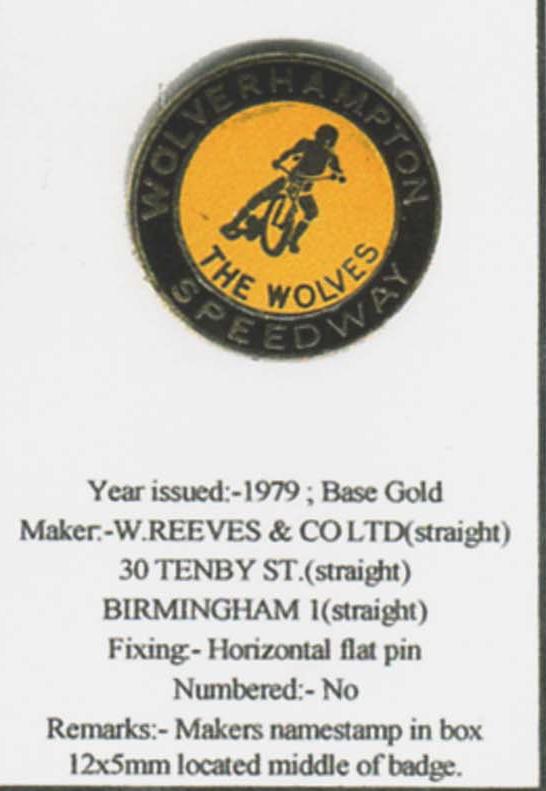 WOLVERHAMPTON
THE WOLVES
SPEEDWAY
Year issued:-1979 ; Base Gold
Maker:-W.REEVES & CO LTD(straight)
30 TENBY ST.(straight)
BIRMINGHAM 1(straight)
Fixing:- Horizontal flat pin
Numbered:- No
Remarks:- Makers namestamp in box
12x5mm located middle of badge.